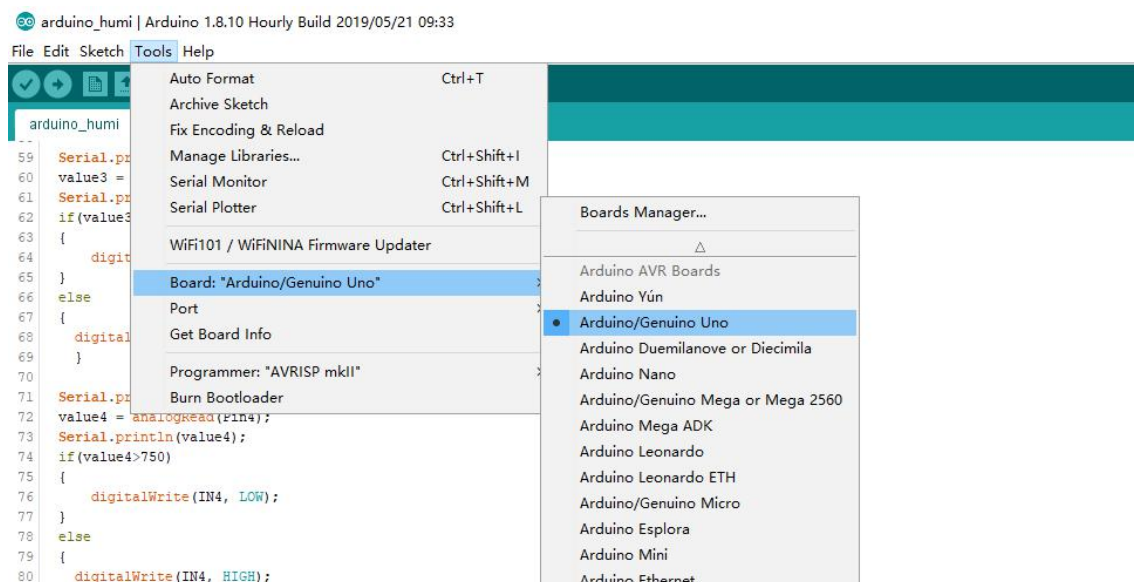 arduino_humi | Arduino 1.8.10 Hourly Build 2019/05/21 09:33
File Edit Sketch Tools Help
arduino_humi
Auto Format Ctrl+T
Archive Sketch
Fix Encoding & Reload
Manage Libraries... Ctrl+Shift+I
Serial Monitor Ctrl+Shift+M
Serial Plotter Ctrl+Shift+L
WiFi101 / WiFiNINA Firmware Updater
Board: "Arduino/Genuino Uno"
Port
Get Board Info
Programmer: "AVRISP mkII"
Burn Bootloader
Boards Manager...
Arduino AVR Boards
Arduino Yún
Arduino/Genuino Uno
Arduino Duemilanove or Diecimila
Arduino Nano
Arduino/Genuino Mega or Mega 2560
Arduino Mega ADK
Arduino Leonardo
Arduino Leonardo ETH
Arduino/Genuino Micro
Arduino Esplora
Arduino Mini
Arduino Ethernet
59 Serial.pr
60 value3 =
61 Serial.pr
62 if(value3
63 {
64 digit
65 }
66 else
67 {
68 digital
69 }
70
71 Serial.pr
72 value4 = analogRead(Pin4);
73 Serial.println(value4);
74 if(value4>750)
75 {
76 digitalWrite(IN4, LOW);
77 }
78 else
79 {
80 digitalWrite(IN4, HIGH);